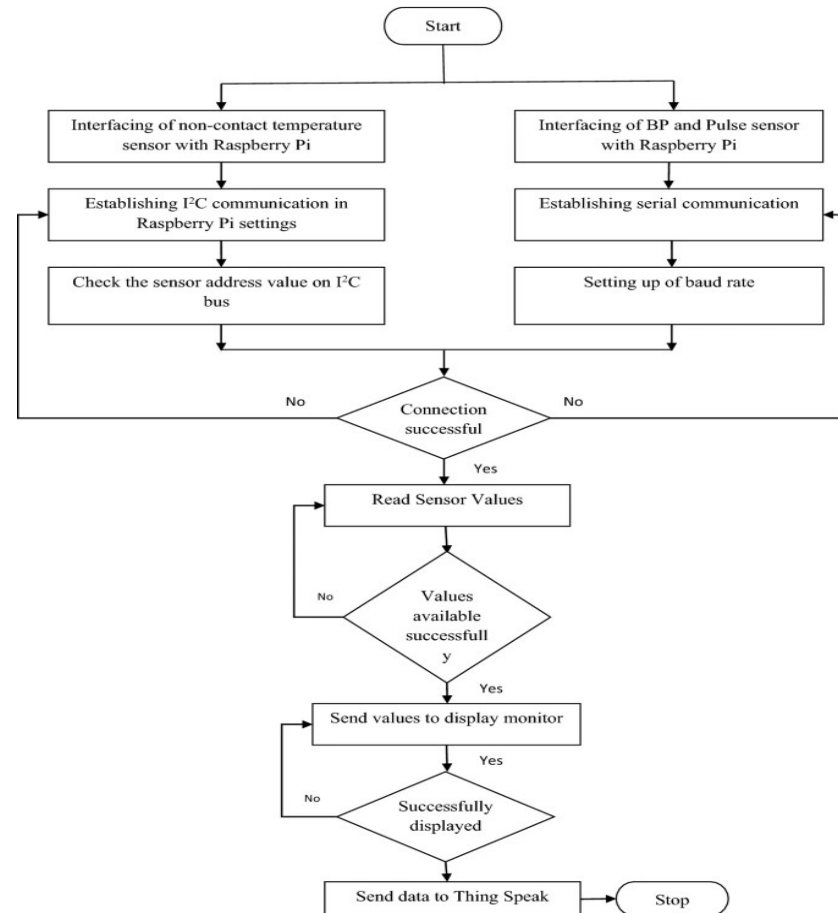 Start
Interfacing of non-contact temperature
sensor with Raspberry Pi
Interfacing of BP and Pulse sensor
with Raspberry Pi
Establishing I²C communication in
Raspberry Pi settings
Establishing serial communication
Check the sensor address value on I²C
bus
Setting up of baud rate
No
Connection
successful
No
Yes
Read Sensor Values
No
Values
available
successfull
y
Yes
Send values to display monitor
Yes
No
Successfully
displayed
Send data to Thing Speak
Stop